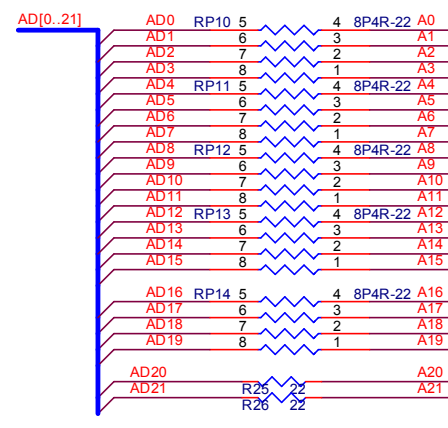 AD[0..21]
AD0 RP10 5 4 8P4R-22 A0
AD1 6 3 A1
AD2 7 2 A2
AD3 8 1 A3
AD4 RP11 5 4 8P4R-22 A4
AD5 6 3 A5
AD6 7 2 A6
AD7 8 1 A7
AD8 RP12 5 4 8P4R-22 A8
AD9 6 3 A9
AD10 7 2 A10
AD11 8 1 A11
AD12 RP13 5 4 8P4R-22 A12
AD13 6 3 A13
AD14 7 2 A14
AD15 8 1 A15
AD16 RP14 5 4 8P4R-22 A16
AD17 6 3 A17
AD18 7 2 A18
AD19 8 1 A19
AD20 A20
AD21 R25 22 A21
R26 22